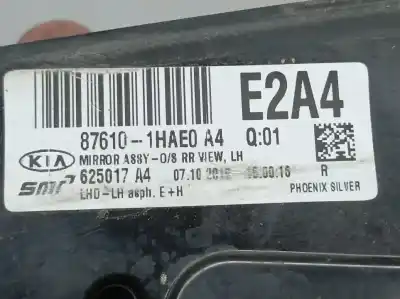 E2A4
87610-1HAE0 A4 Q:01
KIA
MIRROR ASSY-O/S RR VIEW, LH
SMR
625017 A4 07.10
R
LHD-LH asph. E+H
PHOENIX SILVER